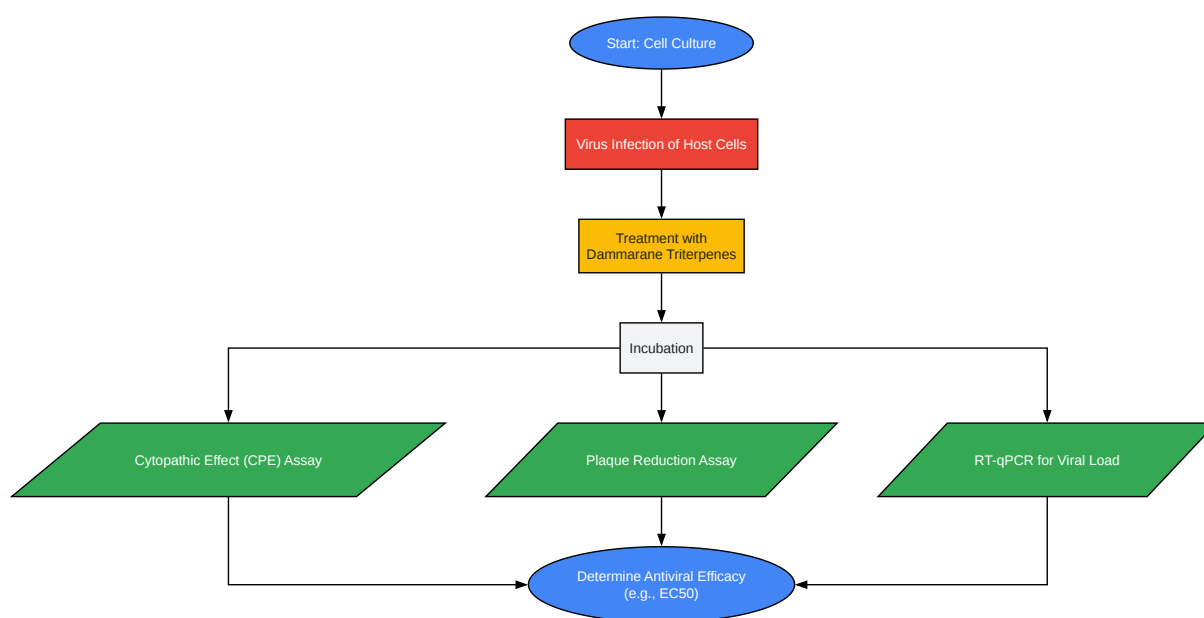 Start: Cell Culture
Virus Infection of Host Cells
Treatment with
Dammarane Triterpenes
Incubation
Cytopathic Effect (CPE) Assay
Plaque Reduction Assay
RT-qPCR for Viral Load
Determine Antiviral Efficacy
(e.g., EC50)